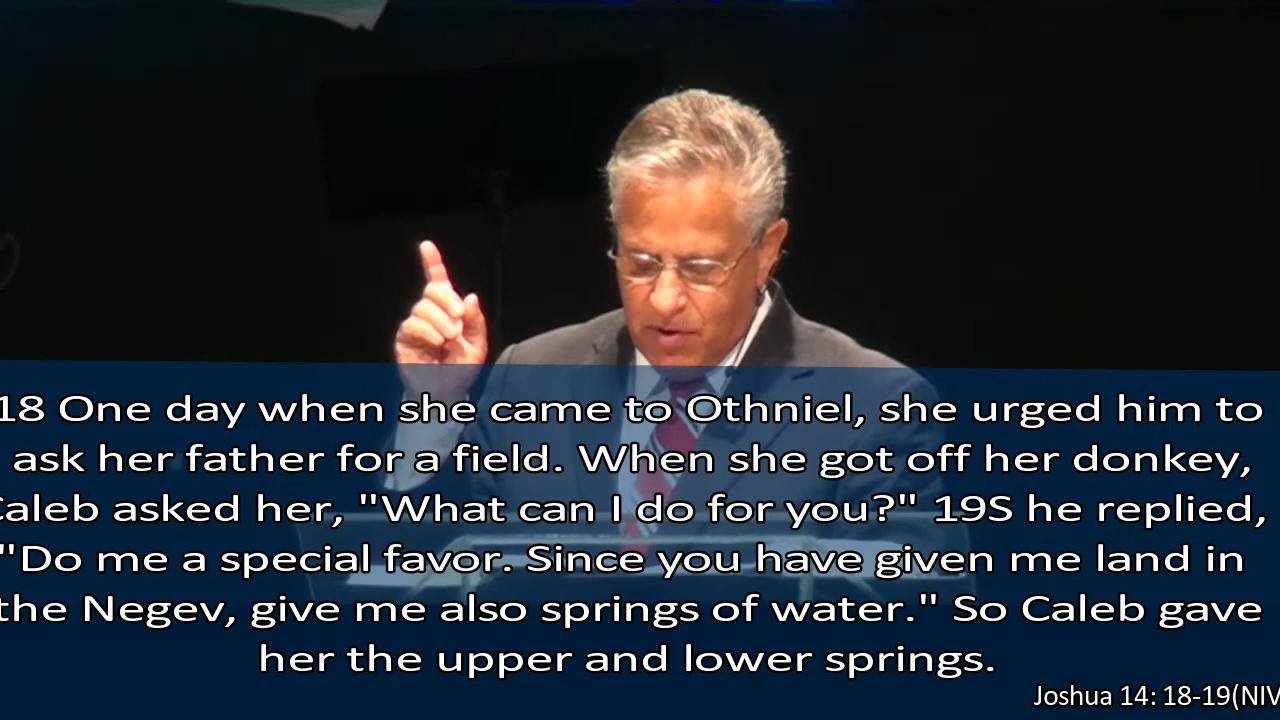 18 One day when she came to Othniel, she urged him to
ask her father for a field. When she got off her donkey,
Caleb asked her, "What can I do for you?" 19S he replied,
"Do me a special favor. Since you have given me land in
the Negev, give me also springs of water." So Caleb gave
her the upper and lower springs.
Joshua 14: 18-19(NIV